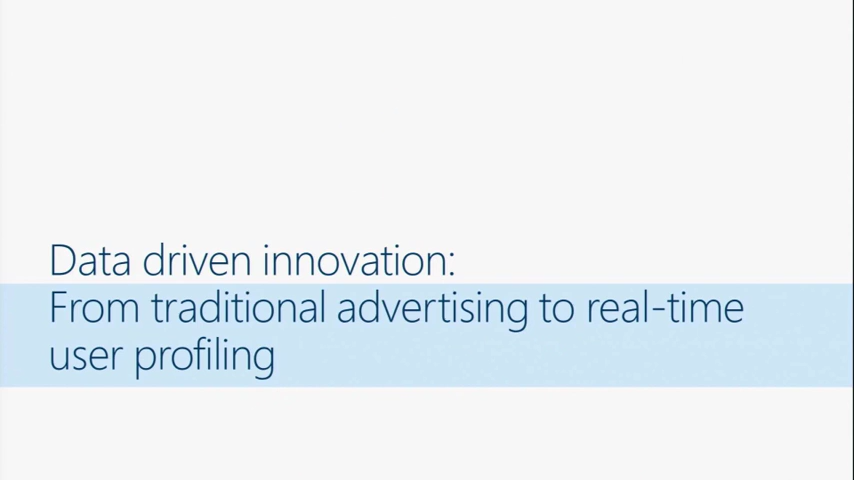 Data driven innovation:
From traditional advertising to real-time
user profiling